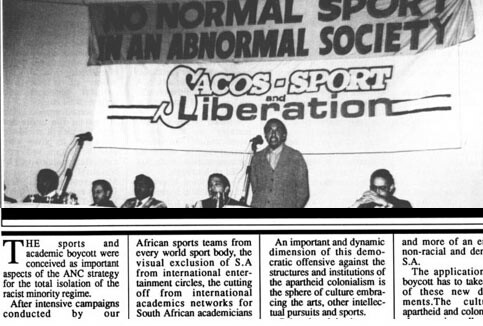 NO NORMAL SPORT
IN AN ABNORMAL SOCIETY
SACOS - SPORT
and
Liberation
THE sports and
academic boycott were
conceived as important
aspects of the ANC strategy
for the total isolation of the
racist minority regime.
After intensive campaigns
conducted by our
African sports teams from
every world sport body, the
visual exclusion of S.A
from international enter-
tainment circles, the cutting
off from international
academics networks for
South African academicians
An important and dynamic
dimension of this demo-
cratic offensive against the
structures and institutions of
the apartheid colonialism is
the sphere of culture embra-
cing the arts, other intellec-
tual pursuits and sports.
and more of an e
non-racial and de
S.A.
The application
boycott has to take
of these new d
ments.The cult
apartheid and colon